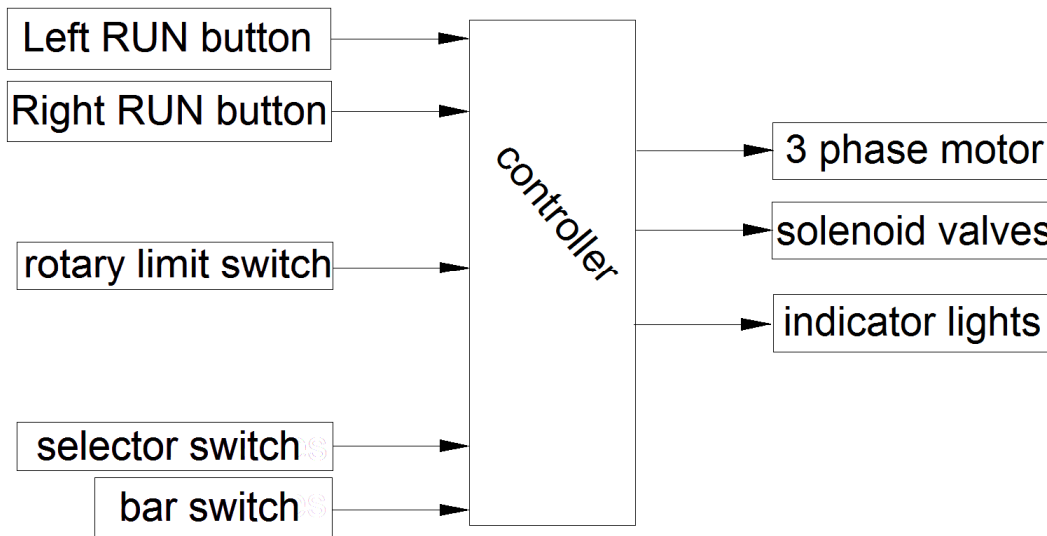 Left RUN button
Right RUN button
rotary limit switch
selector switch
bar switch
controller
3 phase motor
solenoid valves
indicator lights